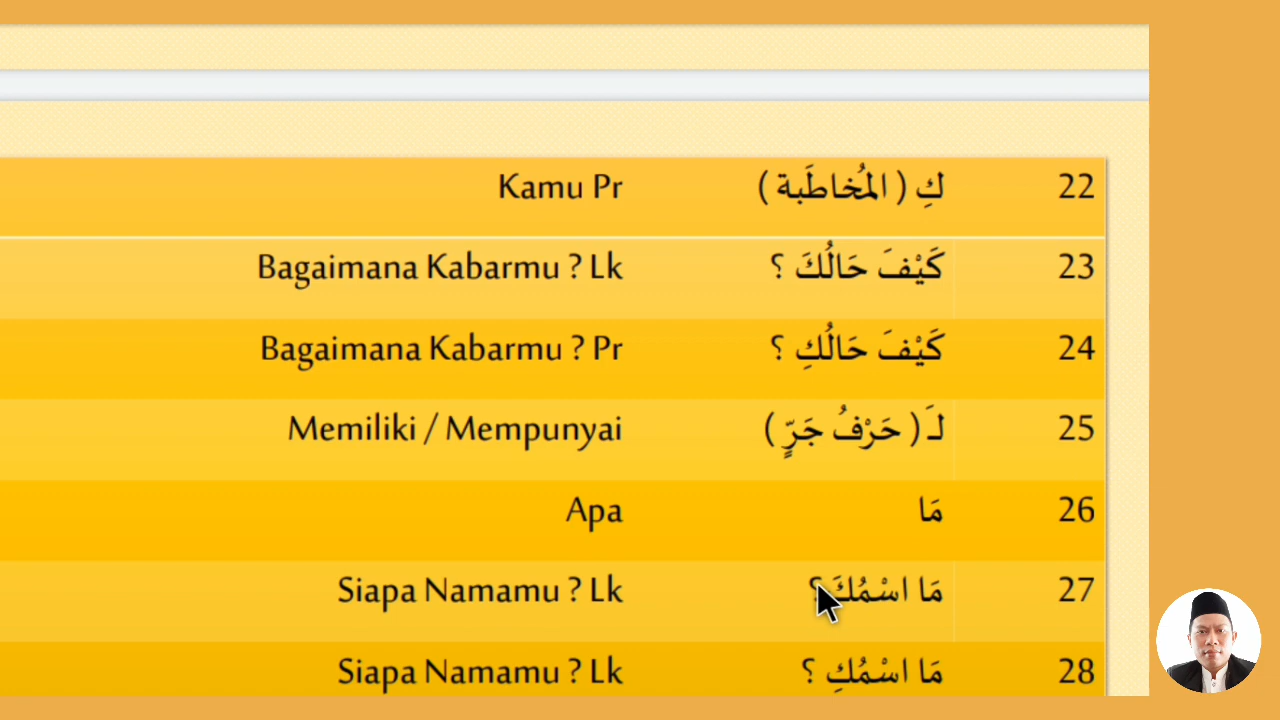 22 كِ ( المُخاطَبة ) Kamu Pr
23 كَيْفَ حَالُكَ ؟ Bagaimana Kabarmu ? Lk
24 كَيْفَ حَالُكِ ؟ Bagaimana Kabarmu ? Pr
25 لَـ ( حَرْفُ جَرٍّ ) Memiliki / Mempunyai
26 مَا Apa
27 مَا اسْمُكَ؟ Siapa Namamu ? Lk
28 مَا اسْمُكِ ؟ Siapa Namamu ? Lk